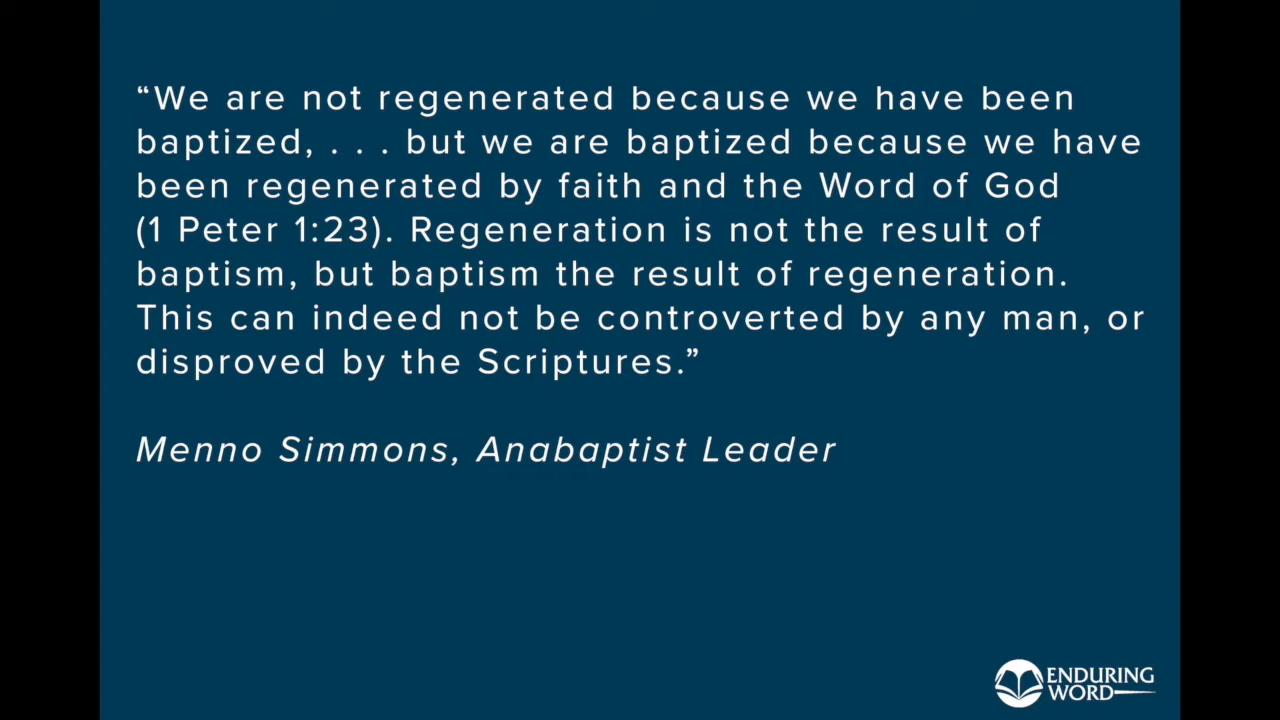 “We are not regenerated because we have been
baptized, . . . but we are baptized because we have
been regenerated by faith and the Word of God
(1 Peter 1:23). Regeneration is not the result of
baptism, but baptism the result of regeneration.
This can indeed not be controverted by any man, or
disproved by the Scriptures.”
Menno Simmons, Anabaptist Leader
ENDURING
WORD